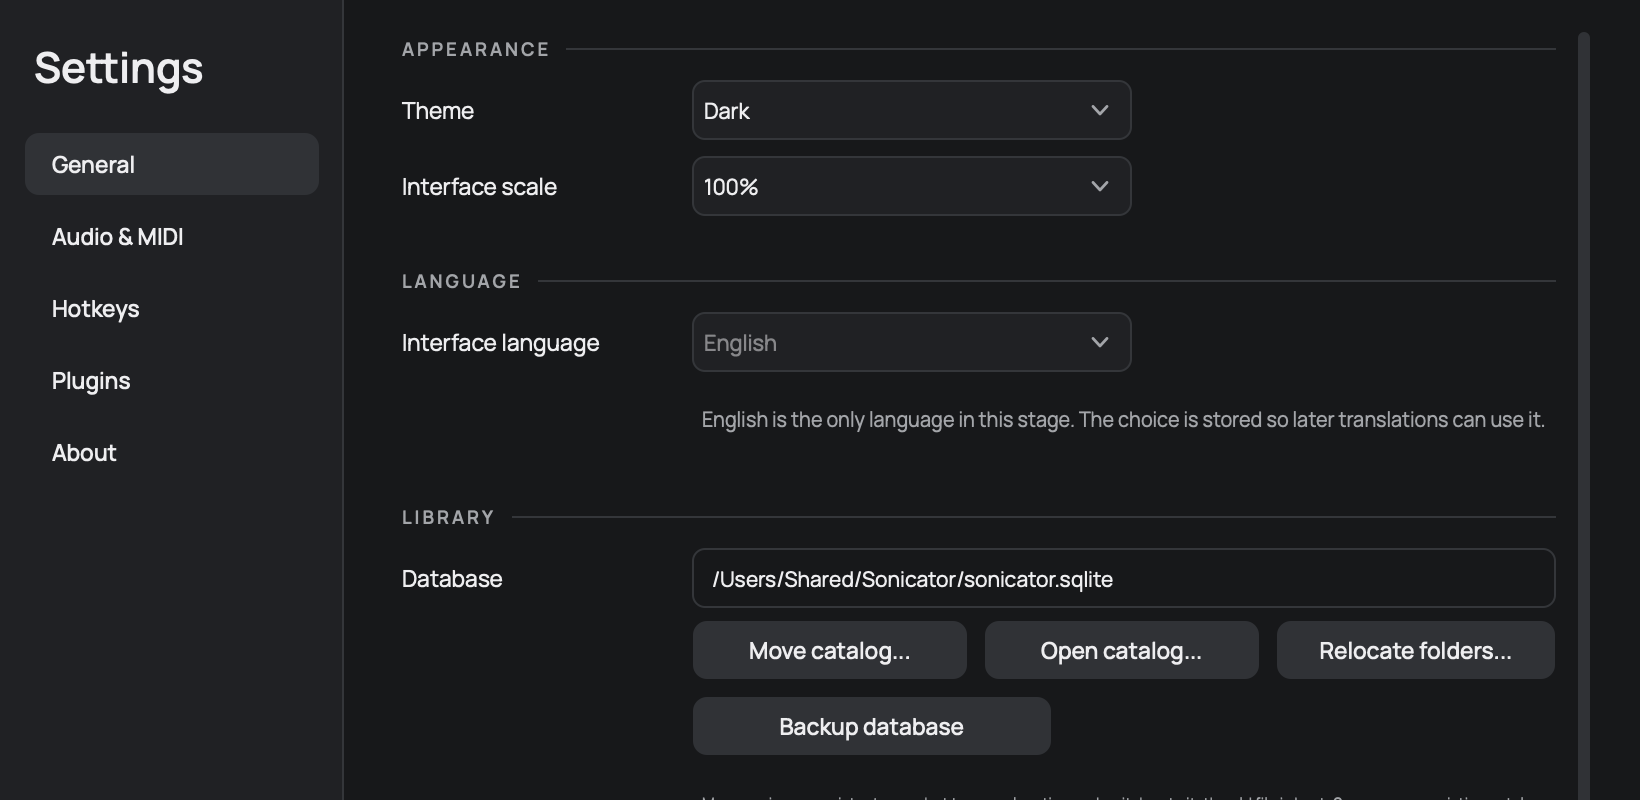 Settings
General
Audio & MIDI
Hotkeys
Plugins
About
APPEARANCE
Theme
Dark
Interface scale
100%
LANGUAGE
Interface language
English
English is the only language in this stage. The choice is stored so later translations can use it.
LIBRARY
Database
/Users/Shared/Sonicator/sonicator.sqlite
Move catalog...
Open catalog...
Relocate folders...
Backup database